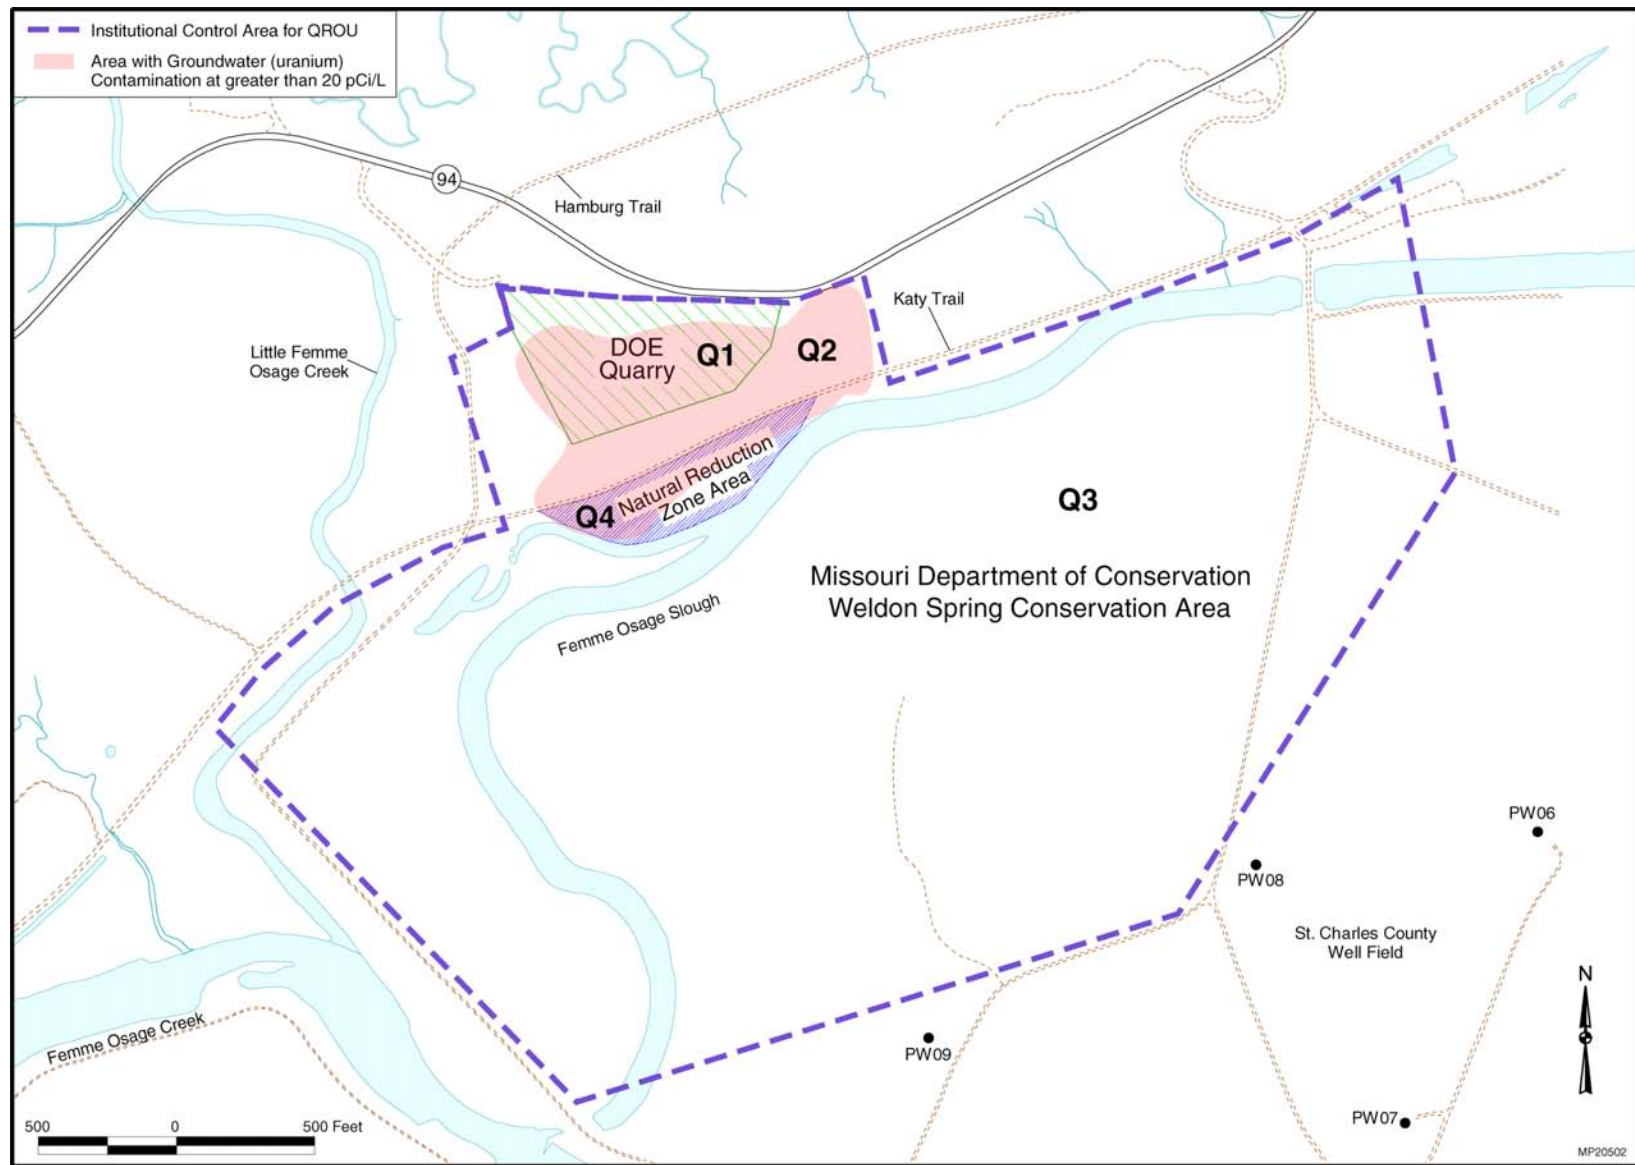 Institutional Control Area for QROU
Area with Groundwater (uranium)
Contamination at greater than 20 pCi/L
94
Hamburg Trail
Katy Trail
Little Femme
Osage Creek
DOE
Quarry
Q1
Q2
Natural Reduction
Zone Area
Q4
Q3
Missouri Department of Conservation
Weldon Spring Conservation Area
Femme Osage Slough
PW06
PW08
St. Charles County
Well Field
N
Femme Osage Creek
PW09
PW07
500 0 500 Feet
MP20502